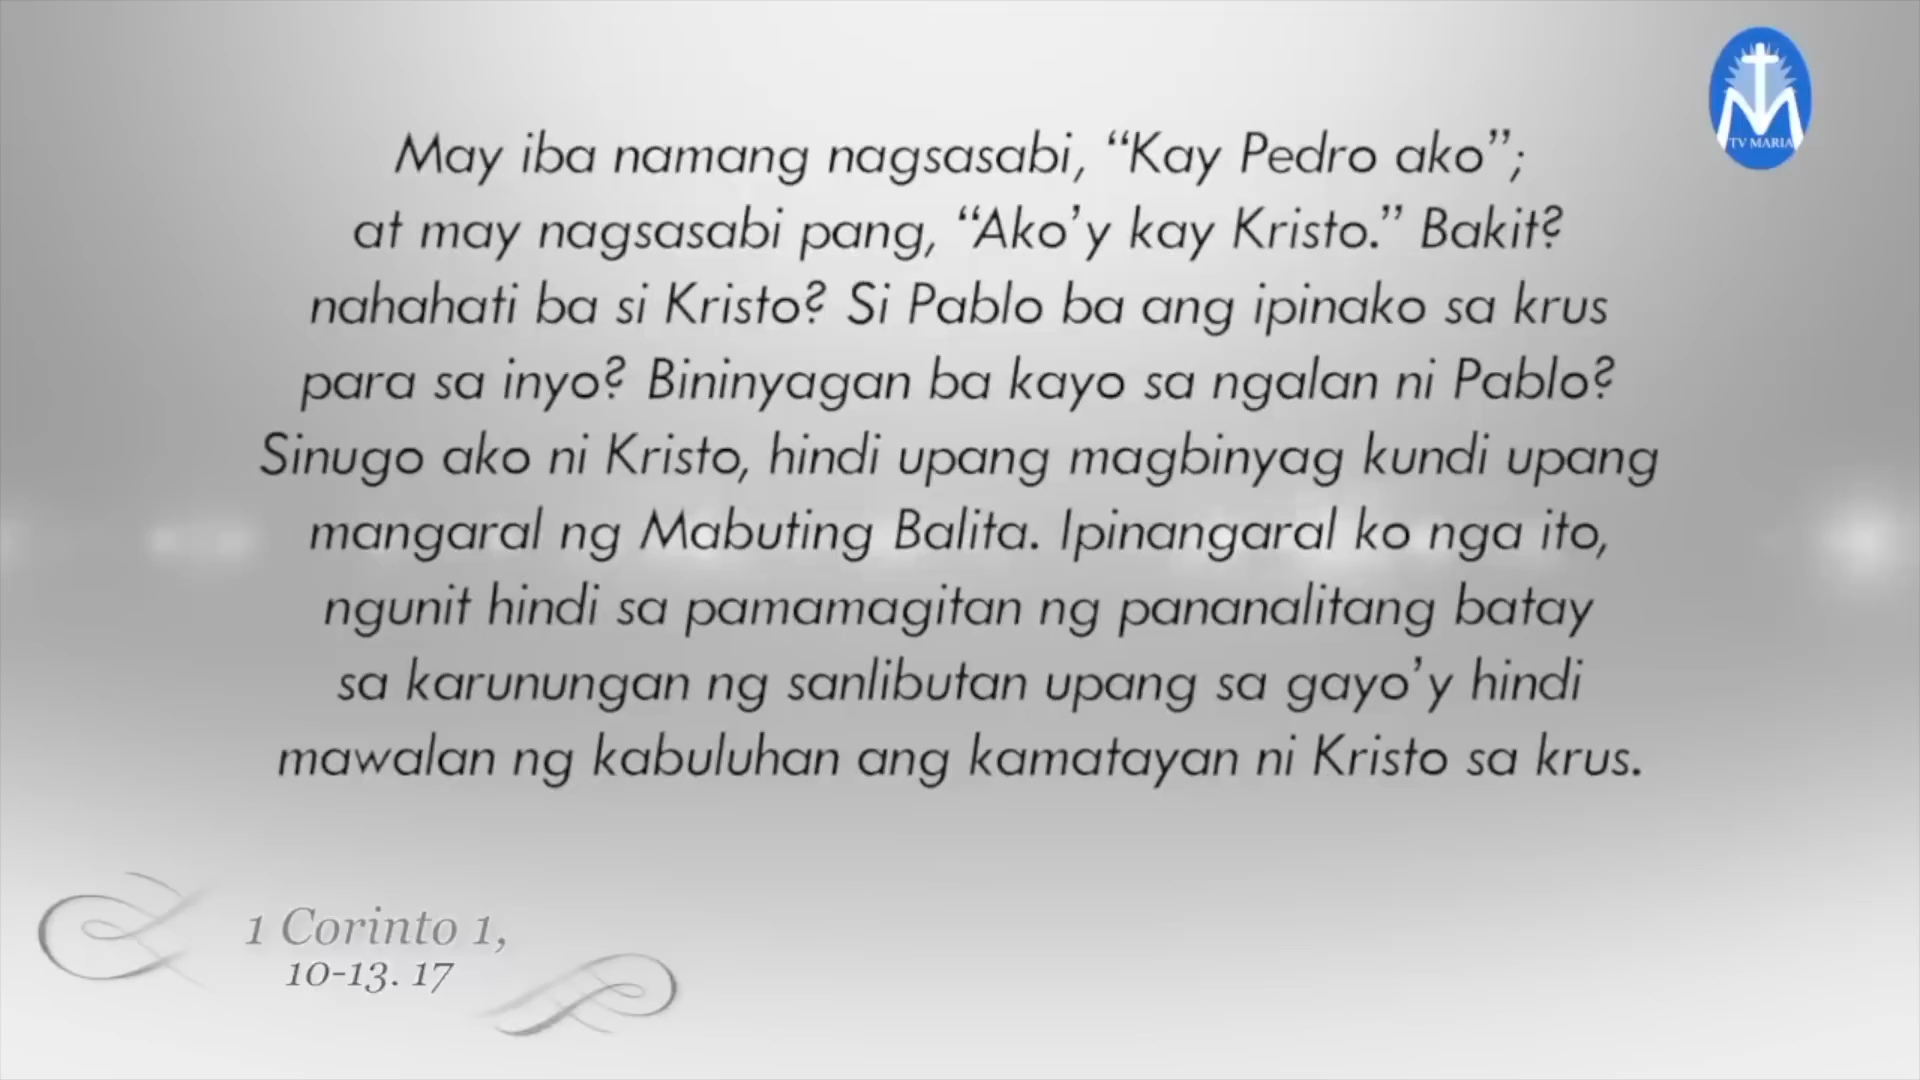 TV MARIA
May iba namang nagsasabi, “Kay Pedro ako”;
at may nagsasabi pang, “Ako’y kay Kristo.” Bakit?
nahahati ba si Kristo? Si Pablo ba ang ipinako sa krus
para sa inyo? Bininyagan ba kayo sa ngalan ni Pablo?
Sinugo ako ni Kristo, hindi upang magbinyag kundi upang
mangaral ng Mabuting Balita. Ipinangaral ko nga ito,
ngunit hindi sa pamamagitan ng pananalitang batay
sa karunungan ng sanlibutan upang sa gayo’y hindi
mawalan ng kabuluhan ang kamatayan ni Kristo sa krus.
1 Corinto 1,
10-13. 17